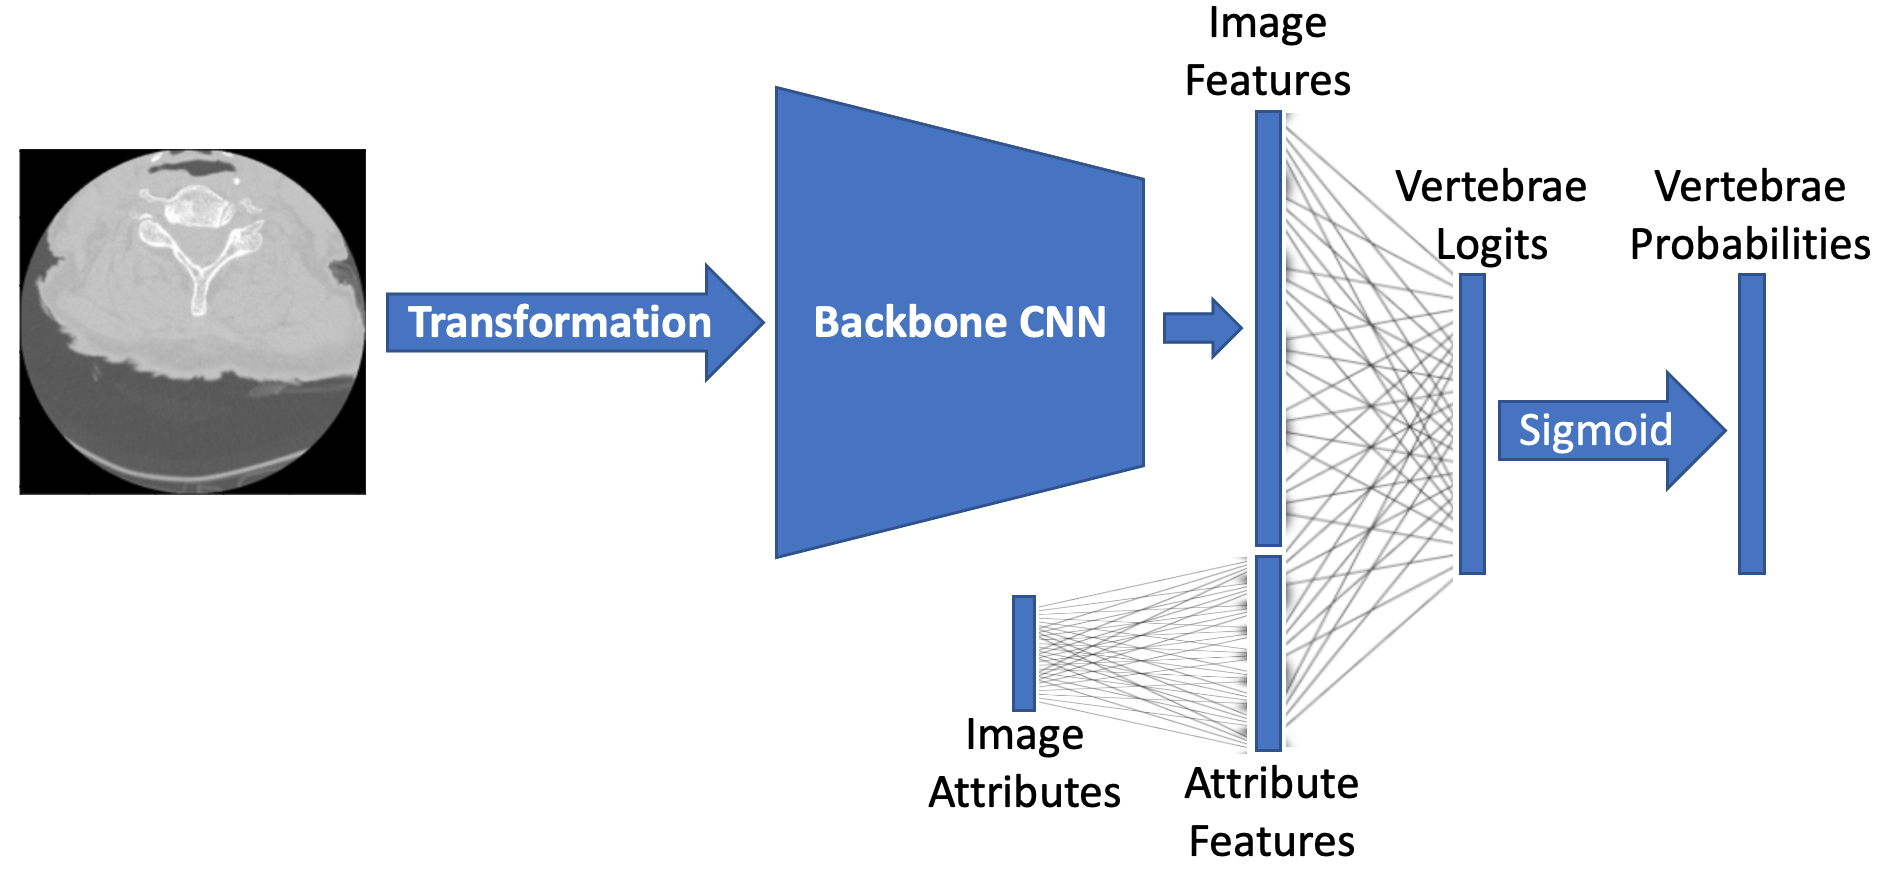 Image
Features
Vertebrae
Logits
Vertebrae
Probabilities
Transformation
Backbone CNN
Sigmoid
Image
Attributes
Attribute
Features